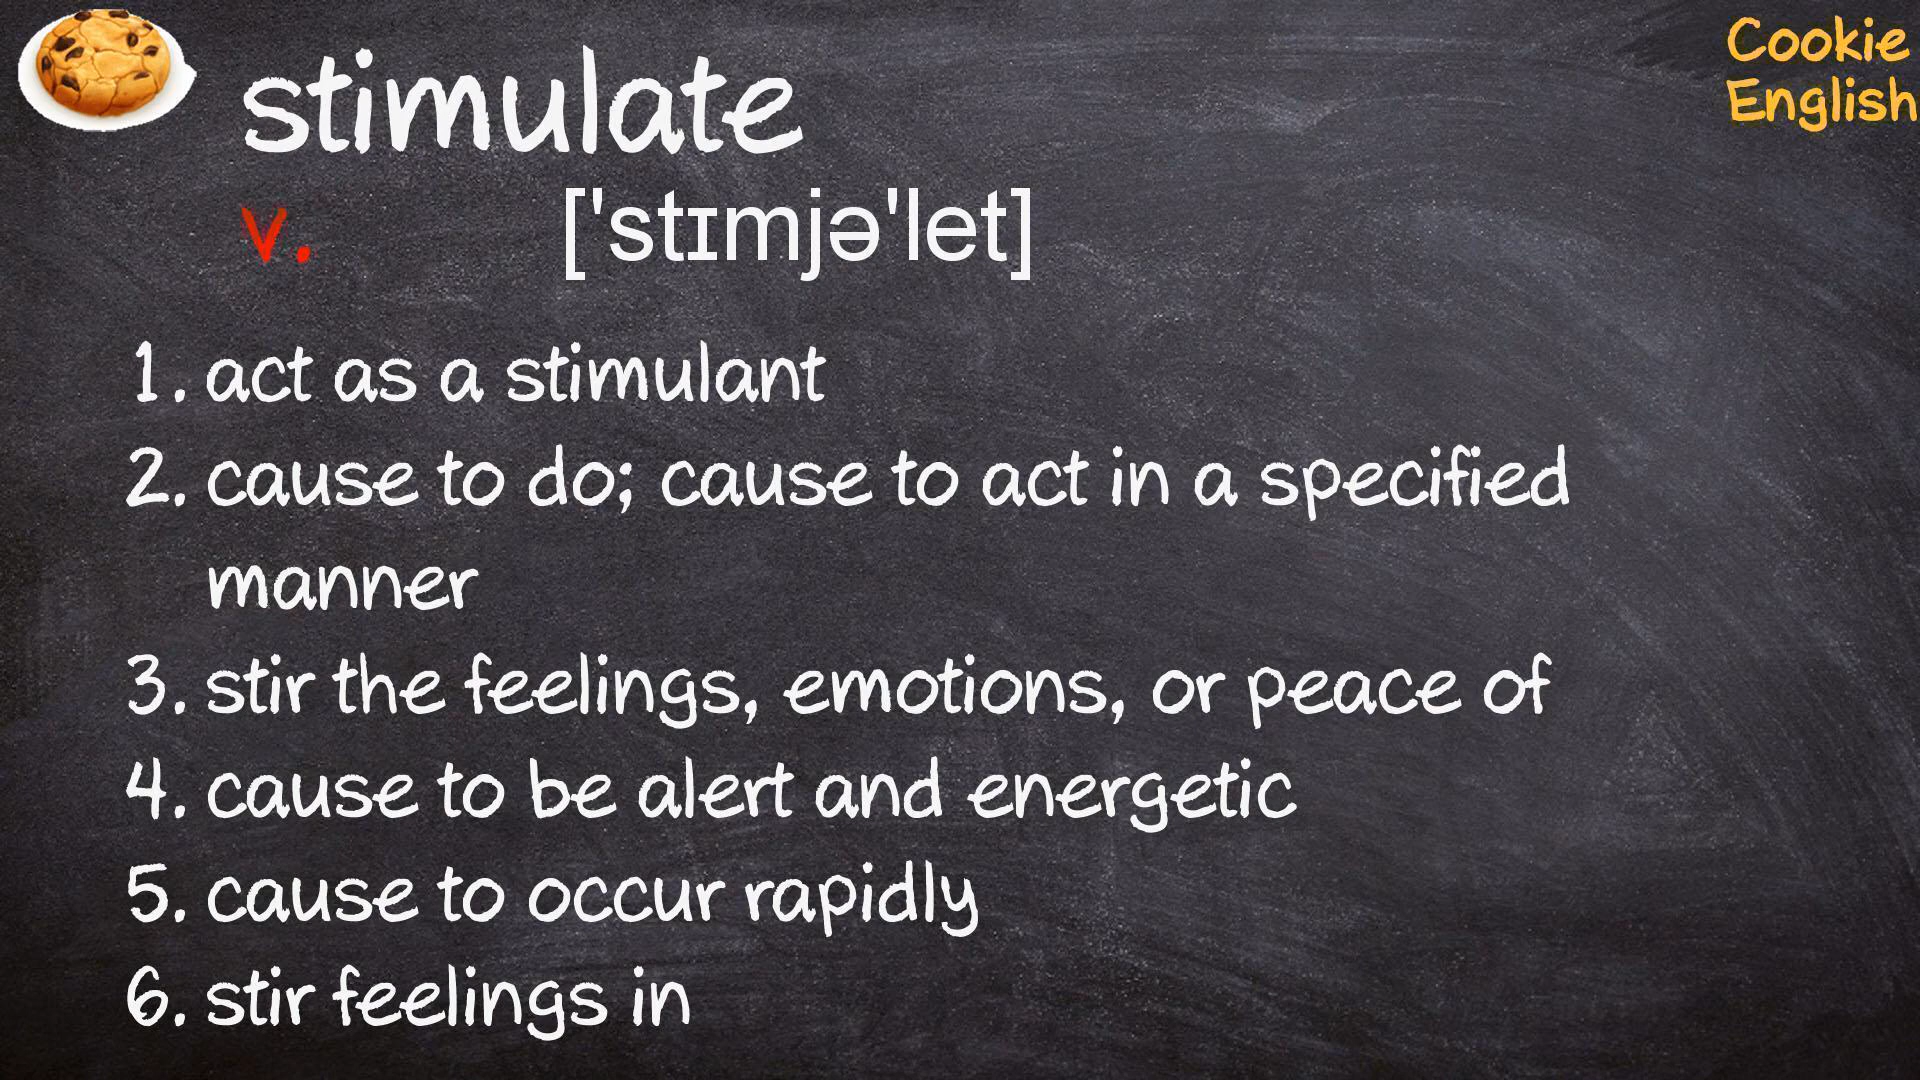 Cookie
English
stimulate
v. ['stɪmjə'let]
1. act as a stimulant
2. cause to do; cause to act in a specified
manner
3. stir the feelings, emotions, or peace of
4. cause to be alert and energetic
5. cause to occur rapidly
6. stir feelings in